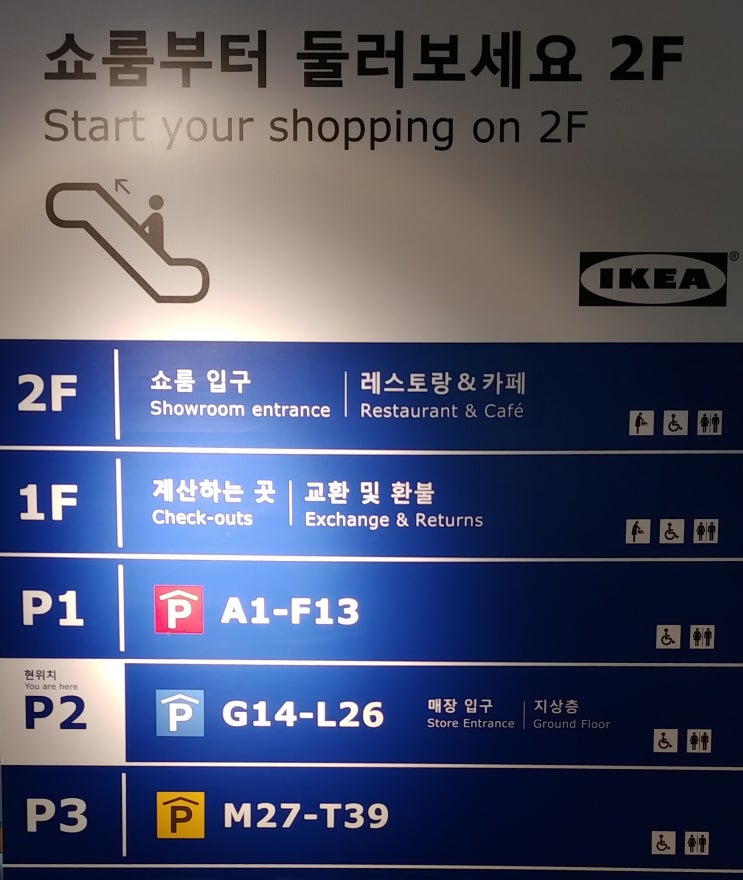 쇼룸부터 둘러보세요 2F
Start your shopping on 2F
IKEA ®
2F
쇼룸 입구
Showroom entrance
레스토랑 & 카페
Restaurant & Café
1F
계산하는 곳
Check-outs
교환 및 환불
Exchange & Returns
P1
P
A1-F13
현위치
You are here
P2
P
G14-L26
매장 입구
Store Entrance
지상층
Ground Floor
P3
P
M27-T39